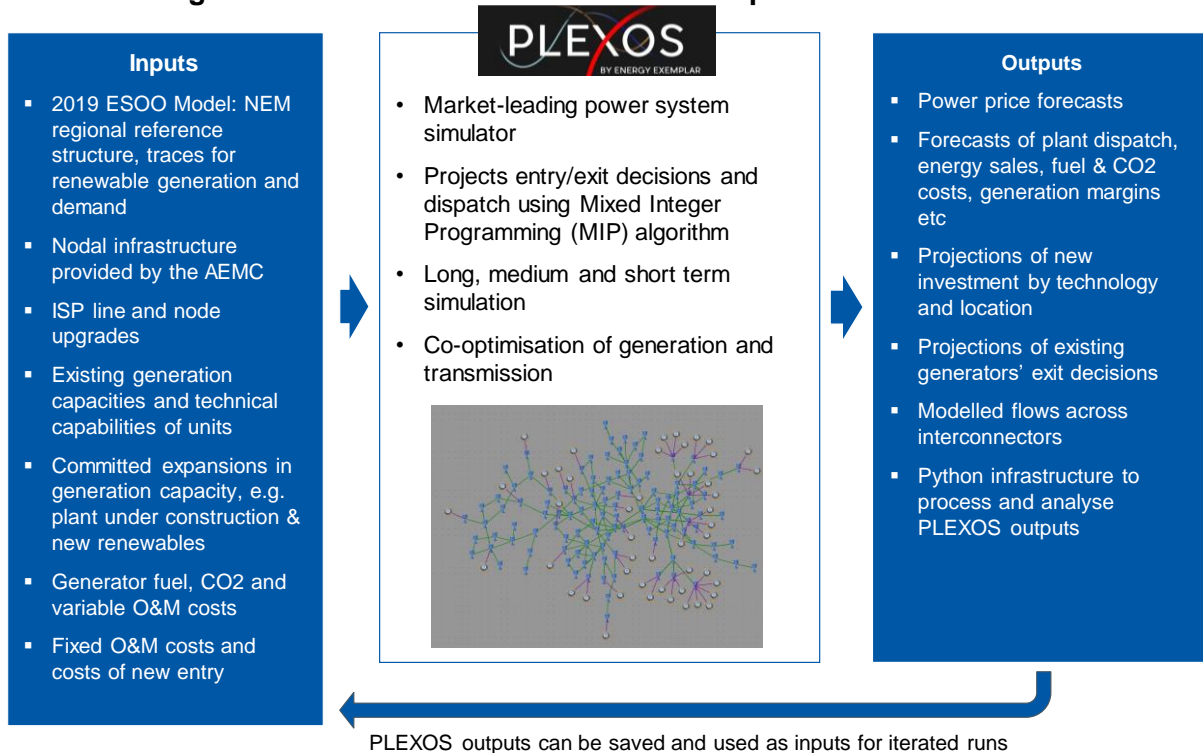 PLEXOS
BY ENERGY EXEMPLAR
Inputs
▪ 2019 ESOO Model: NEM
regional reference
structure, traces for
renewable generation and
demand
▪ Nodal infrastructure
provided by the AEMC
▪ ISP line and node
upgrades
▪ Existing generation
capacities and technical
capabilities of units
▪ Committed expansions in
generation capacity, e.g.
plant under construction &
new renewables
▪ Generator fuel, CO2 and
variable O&M costs
▪ Fixed O&M costs and
costs of new entry
• Market-leading power system
simulator
• Projects entry/exit decisions and
dispatch using Mixed Integer
Programming (MIP) algorithm
• Long, medium and short term
simulation
• Co-optimisation of generation and
transmission
Outputs
▪ Power price forecasts
▪ Forecasts of plant dispatch,
energy sales, fuel & CO2
costs, generation margins
etc
▪ Projections of new
investment by technology
and location
▪ Projections of existing
generators’ exit decisions
▪ Modelled flows across
interconnectors
▪ Python infrastructure to
process and analyse
PLEXOS outputs
PLEXOS outputs can be saved and used as inputs for iterated runs